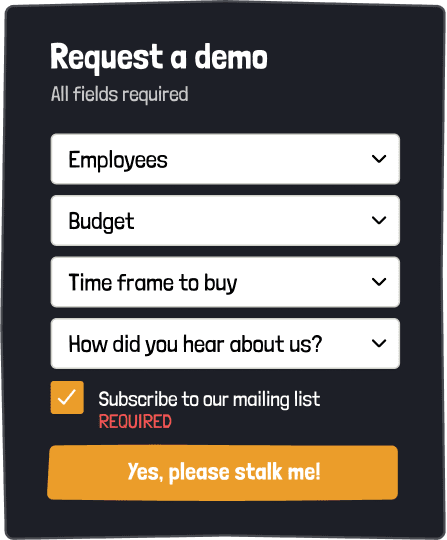 Request a demo
All fields required
Employees
Budget
Time frame to buy
How did you hear about us?
Subscribe to our mailing list
REQUIRED
Yes, please stalk me!